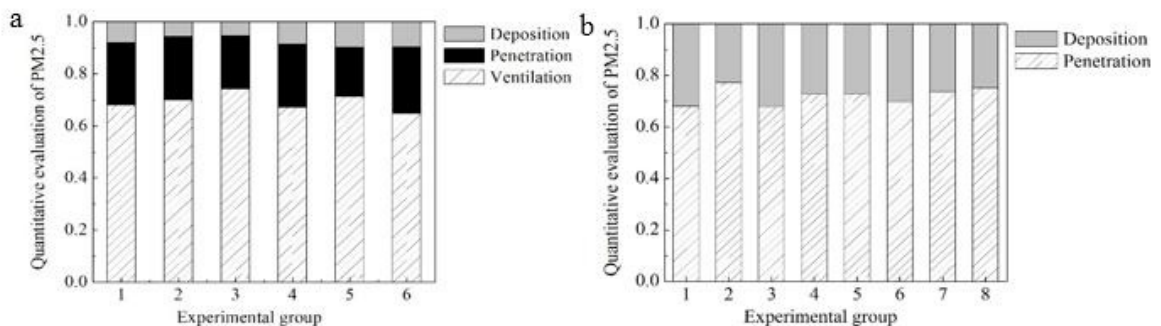 a
Quantitative evaluation of PM2.5
1.0
0.8
0.6
0.4
0.2
0.0
1 2 3 4 5 6
Experimental group
Deposition
Penetration
Ventilation
b
Quantitative evaluation of PM2.5
1.0
0.8
0.6
0.4
0.2
0.0
1 2 3 4 5 6 7 8
Experimental group
Deposition
Penetration